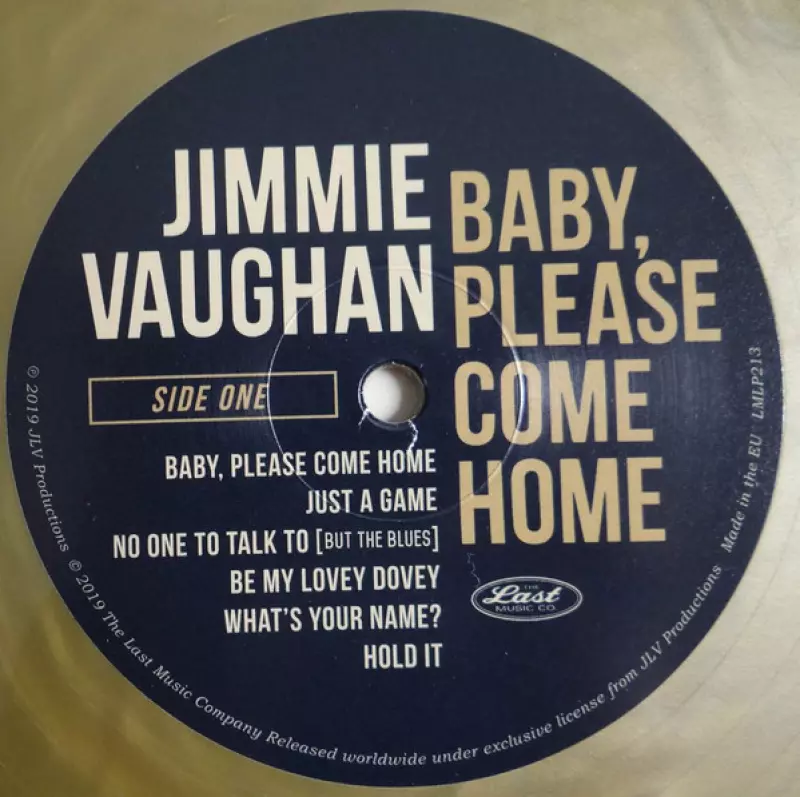 JIMMIE
VAUGHAN
BABY,
PLEASE
COME
HOME
SIDE ONE
BABY, PLEASE COME HOME
JUST A GAME
NO ONE TO TALK TO [BUT THE BLUES]
BE MY LOVEY DOVEY
WHAT'S YOUR NAME?
HOLD IT
THE
Last
MUSIC CO.
℗ 2019 JLV Productions © 2019 The Last Music Company Released worldwide under exclusive license from JLV Productions Made in the EU LMLP213